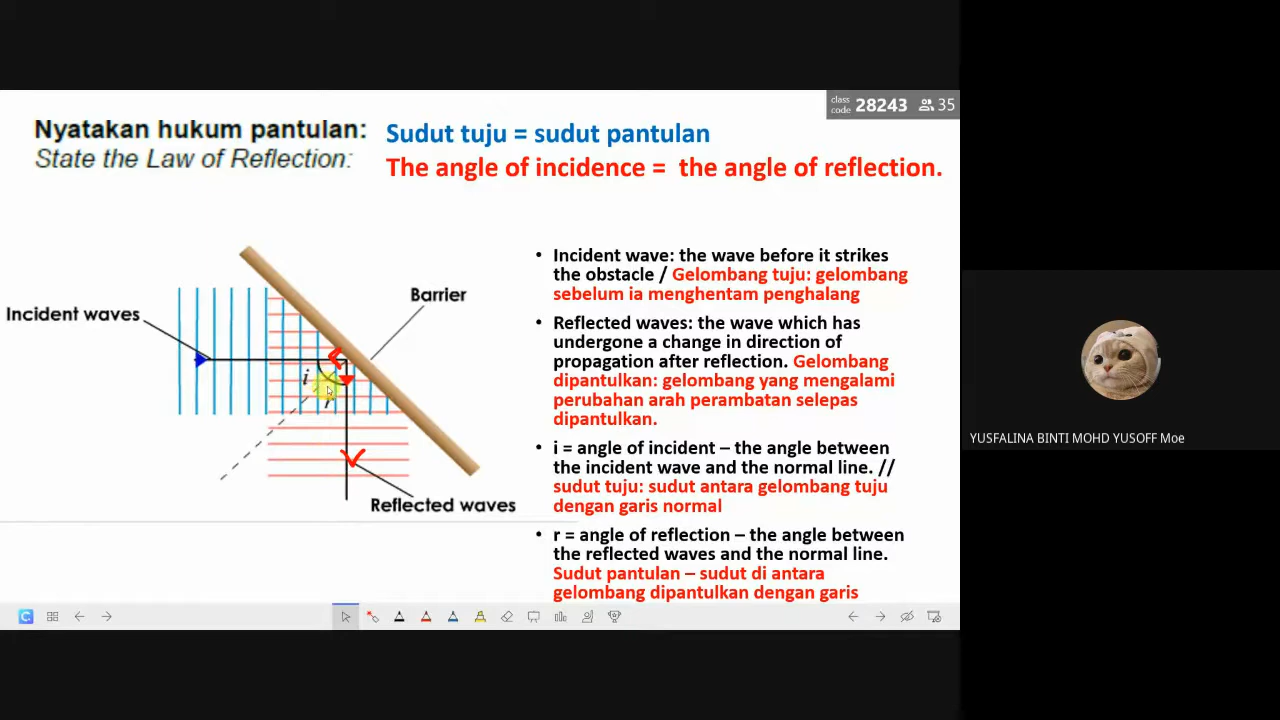 class code 28243 35
Nyatakan hukum pantulan:
State the Law of Reflection:
Sudut tuju = sudut pantulan
The angle of incidence = the angle of reflection.
Incident waves
Barrier
i
r
Reflected waves
• Incident wave: the wave before it strikes
the obstacle / Gelombang tuju: gelombang
sebelum ia menghentam penghalang
• Reflected waves: the wave which has
undergone a change in direction of
propagation after reflection. Gelombang
dipantulkan: gelombang yang mengalami
perubahan arah perambatan selepas
dipantulkan.
• i = angle of incident – the angle between
the incident wave and the normal line. //
sudut tuju: sudut antara gelombang tuju
dengan garis normal
• r = angle of reflection – the angle between
the reflected waves and the normal line.
Sudut pantulan – sudut di antara
gelombang dipantulkan dengan garis
YUSFALINA BINTI MOHD YUSOFF Moe